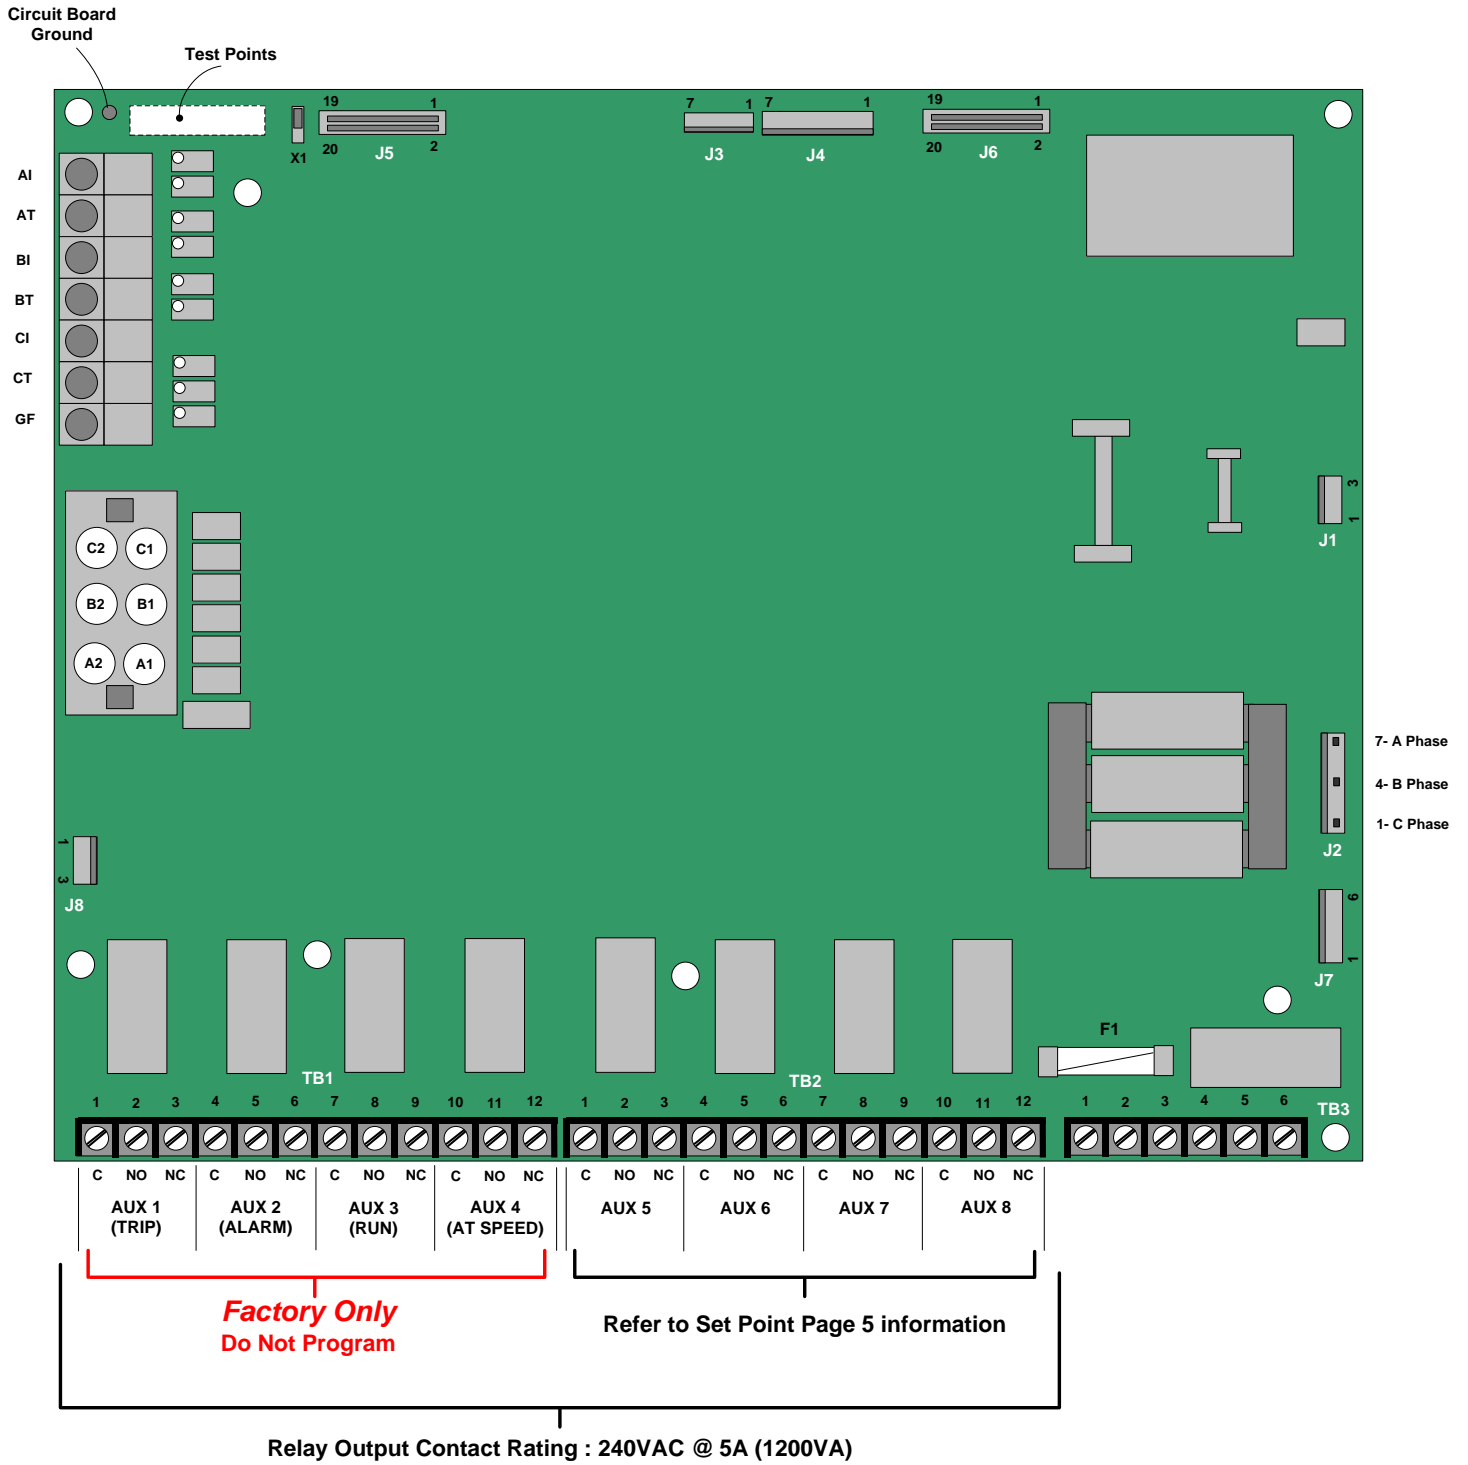 Circuit Board
Ground
Test Points
19 1
20 J5 2
X1
7 1
J3
7 1
J4
19 1
20 J6 2
AI
AT
BI
BT
CI
CT
GF
3
1
J1
C2 C1
B2 B1
A2 A1
7- A Phase
4- B Phase
1- C Phase
J2
1
3
J8
6
1
J7
F1
TB1
TB2
TB3
1 2 3 4 5 6 7 8 9 10 11 12
1 2 3 4 5 6 7 8 9 10 11 12
1 2 3 4 5 6
C NO NC C NO NC C NO NC C NO NC
C NO NC C NO NC C NO NC C NO NC
AUX 1
(TRIP)
AUX 2
(ALARM)
AUX 3
(RUN)
AUX 4
(AT SPEED)
AUX 5
AUX 6
AUX 7
AUX 8
Factory Only
Do Not Program
Refer to Set Point Page 5 information
Relay Output Contact Rating : 240VAC @ 5A (1200VA)